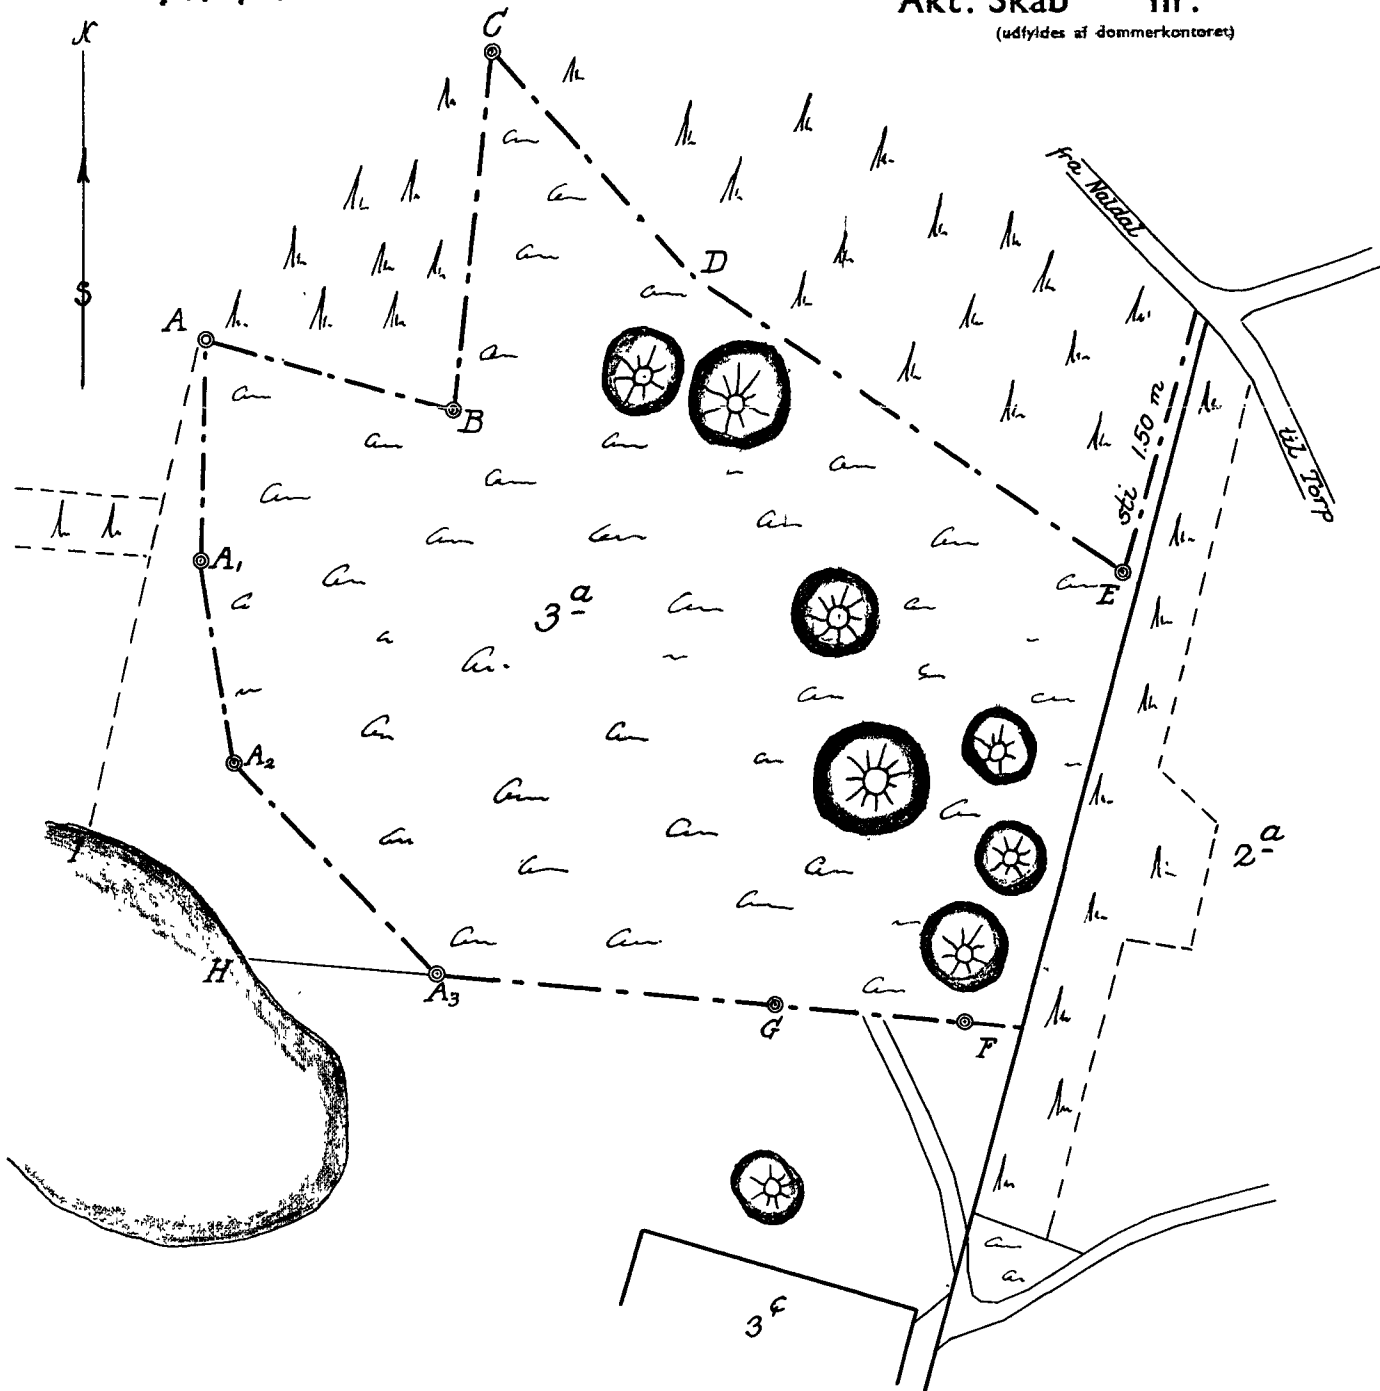 Akt. Skab nr.
(udfyldes af dommerkontoret)
N
S
C
fra Naldal
D
A
B
sti 1.50 m
til Torp
A₁
E
3ᵃ
A₂
I
2ᵃ
H
A₃
G
F
3ᶜ